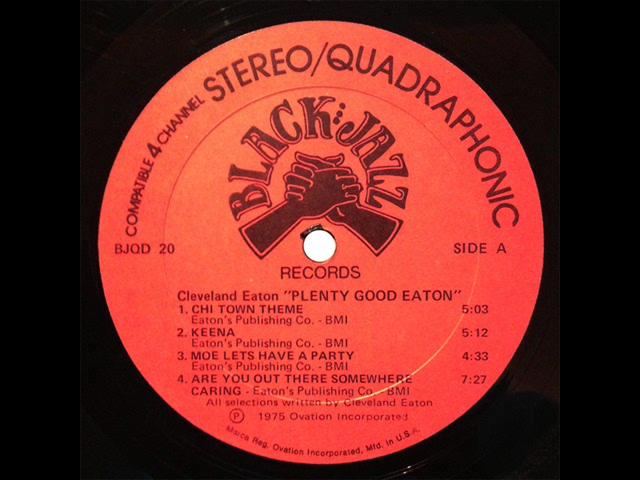 COMPATIBLE 4 CHANNEL STEREO/QUADRAPHONIC
BLACK JAZZ
BJQD 20 SIDE A
RECORDS
Cleveland Eaton "PLENTY GOOD EATON"
1. CHI TOWN THEME 5:03
Eaton's Publishing Co. - BMI
2. KEENA 5:12
Eaton's Publishing Co. - BMI
3. MOE LETS HAVE A PARTY 4:33
Eaton's Publishing Co. - BMI
4. ARE YOU OUT THERE SOMEWHERE 7:27
CARING - Eaton's Publishing Co. - BMI
All selections written by Cleveland Eaton
℗ 1975 Ovation Incorporated
Marca Reg. Ovation Incorporated, Mfd. in U.S.A.